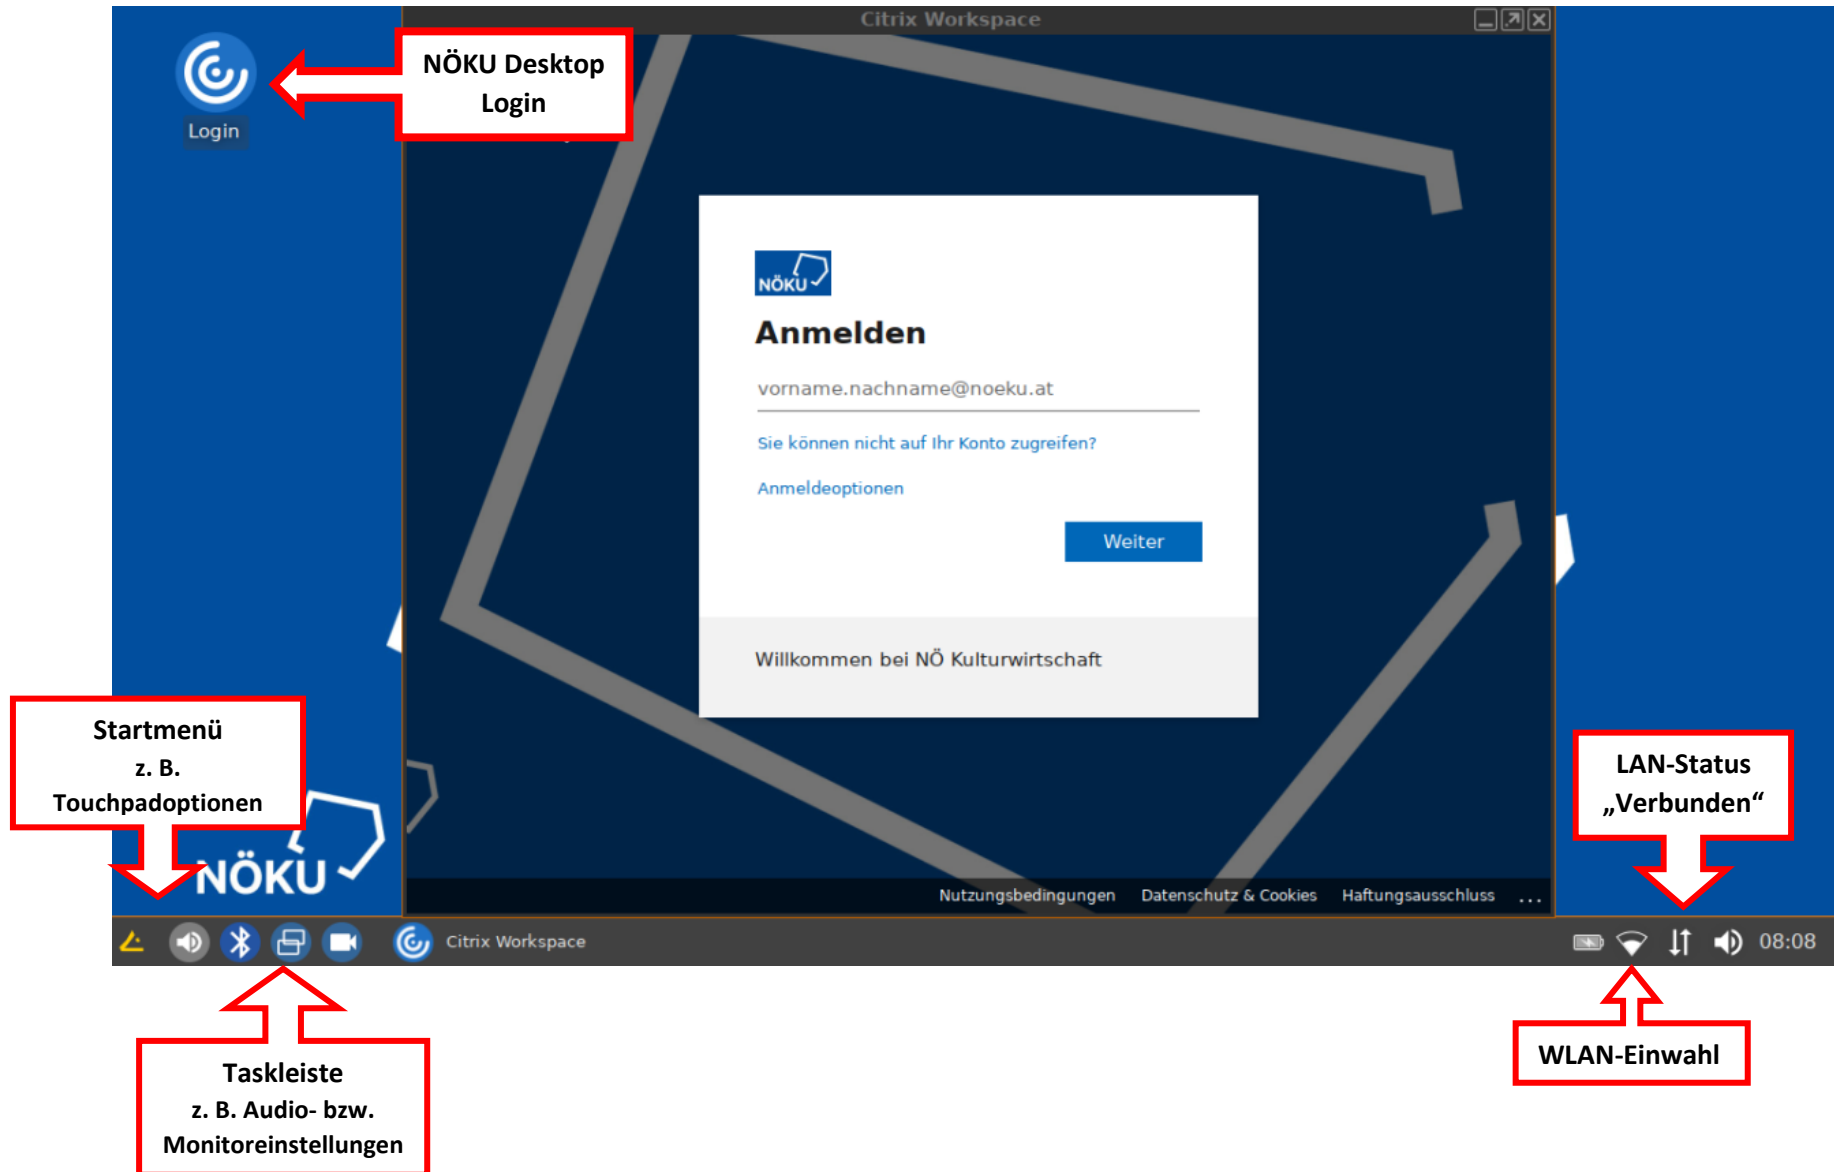 Citrix Workspace
NÖKU Desktop
Login
Login
NÖKU
Anmelden
vorname.nachname@noeku.at
Sie können nicht auf Ihr Konto zugreifen?
Anmeldeoptionen
Weiter
Willkommen bei NÖ Kulturwirtschaft
Startmenü
z. B.
Touchpadoptionen
LAN-Status
„Verbunden“
NÖKU
Nutzungsbedingungen Datenschutz & Cookies Haftungsausschluss ...
Citrix Workspace
08:08
Taskleiste
z. B. Audio- bzw.
Monitoreinstellungen
WLAN-Einwahl